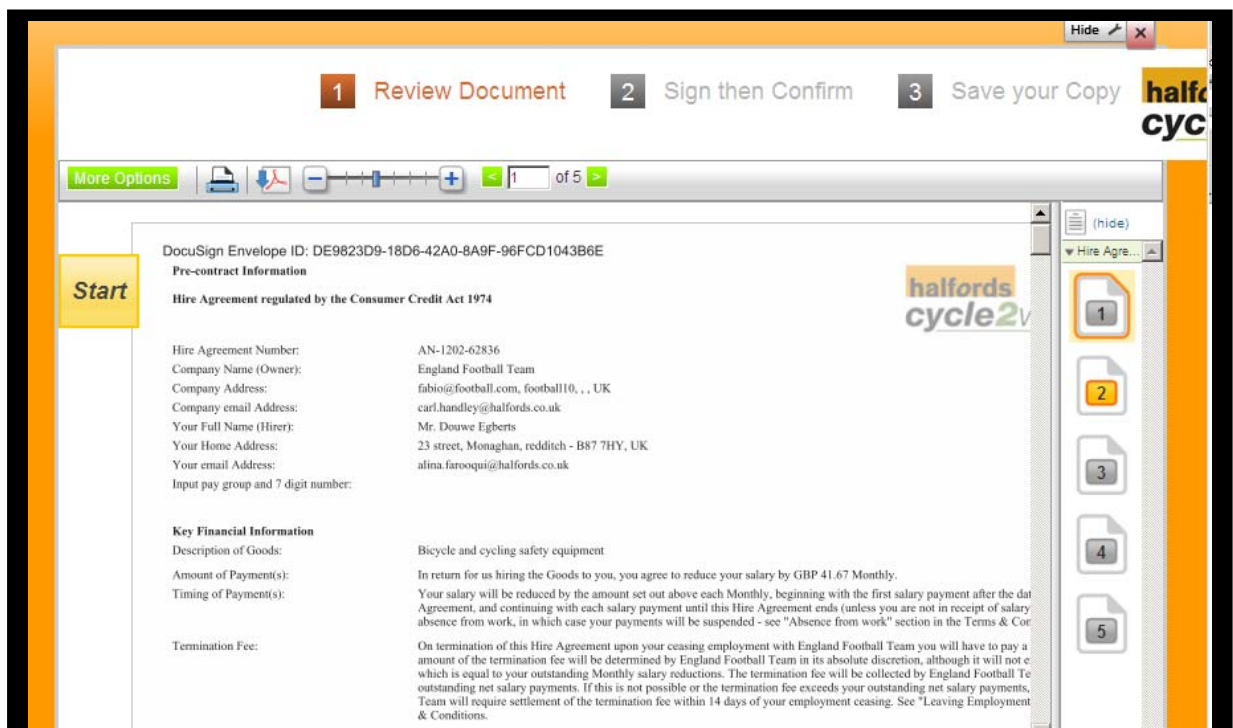 Hide
1 Review Document 2 Sign then Confirm 3 Save your Copy
halfo
cyc
More Options 1 of 5
(hide)
Hire Agre...
Start
DocuSign Envelope ID: DE9823D9-18D6-42A0-8A9F-96FCD1043B6E
Pre-contract Information
Hire Agreement regulated by the Consumer Credit Act 1974
halfords
cycle2w
Hire Agreement Number: AN-1202-62836
Company Name (Owner): England Football Team
Company Address: fabio@football.com, football10, , , UK
Company email Address: carl.handley@halfords.co.uk
Your Full Name (Hirer): Mr. Douwe Egberts
Your Home Address: 23 street, Monaghan, redditch - B87 7HY, UK
Your email Address: alina.farooqui@halfords.co.uk
Input pay group and 7 digit number:
Key Financial Information
Description of Goods: Bicycle and cycling safety equipment
Amount of Payment(s): In return for us hiring the Goods to you, you agree to reduce your salary by GBP 41.67 Monthly.
Timing of Payment(s): Your salary will be reduced by the amount set out above each Monthly, beginning with the first salary payment after the dat
Agreement, and continuing with each salary payment until this Hire Agreement ends (unless you are not in receipt of salary
absence from work, in which case your payments will be suspended - see "Absence from work" section in the Terms & Con
Termination Fee: On termination of this Hire Agreement upon your ceasing employment with England Football Team you will have to pay a
amount of the termination fee will be determined by England Football Team in its absolute discretion, although it will not e
which is equal to your outstanding Monthly salary reductions. The termination fee will be collected by England Football Te
outstanding net salary payments. If this is not possible or the termination fee exceeds your outstanding net salary payments,
Team will require settlement of the termination fee within 14 days of your employment ceasing. See "Leaving Employment
& Conditions.
1
2
3
4
5